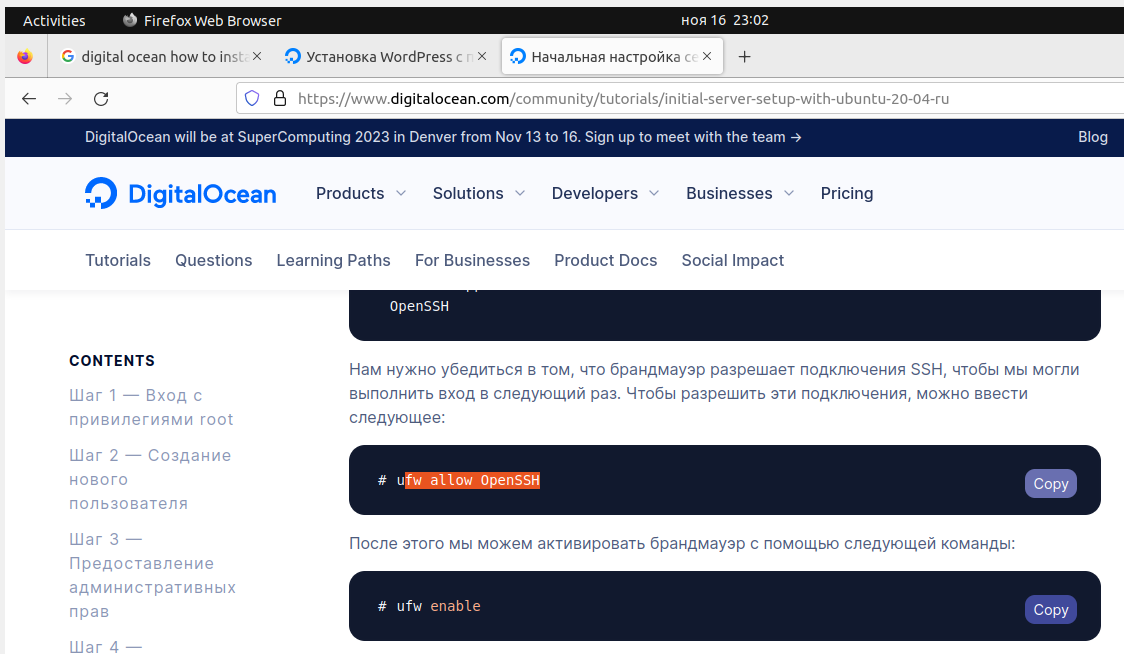 Activities Firefox Web Browser ноя 16 23:02
digital ocean how to insta Установка WordPress с п Начальная настройка се
https://www.digitalocean.com/community/tutorials/initial-server-setup-with-ubuntu-20-04-ru
DigitalOcean will be at SuperComputing 2023 in Denver from Nov 13 to 16. Sign up to meet with the team → Blog
DigitalOcean Products Solutions Developers Businesses Pricing
Tutorials Questions Learning Paths For Businesses Product Docs Social Impact
OpenSSH
CONTENTS
Шаг 1 — Вход с
привилегиями root
Шаг 2 — Создание
нового
пользователя
Шаг 3 —
Предоставление
административных
прав
Шаг 4 —
Нам нужно убедиться в том, что брандмауэр разрешает подключения SSH, чтобы мы могли
выполнить вход в следующий раз. Чтобы разрешить эти подключения, можно ввести
следующее:
# ufw allow OpenSSH
Copy
После этого мы можем активировать брандмауэр с помощью следующей команды:
# ufw enable
Copy